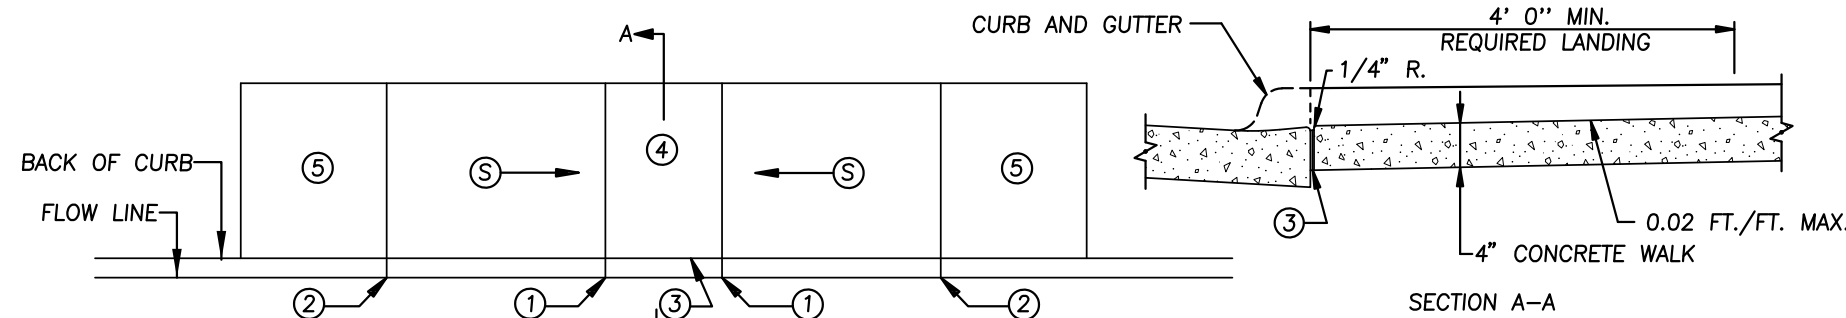 A
BACK OF CURB
FLOW LINE
5
S
4
S
5
2
1
3
1
2
CURB AND GUTTER
4' 0'' MIN.
REQUIRED LANDING
1/4" R.
3
0.02 FT./FT. MAX.
4" CONCRETE WALK
SECTION A-A